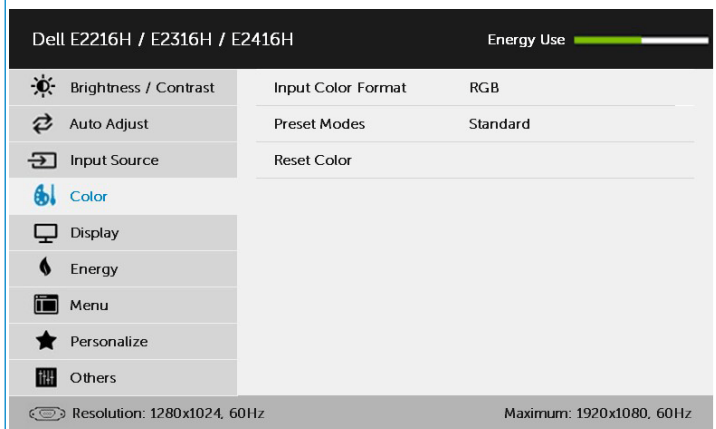 Dell E2216H / E2316H / E2416H Energy Use
Brightness / Contrast Input Color Format RGB
Auto Adjust Preset Modes Standard
Input Source Reset Color
Color
Display
Energy
Menu
Personalize
Others
Resolution: 1280x1024, 60Hz Maximum: 1920x1080, 60Hz